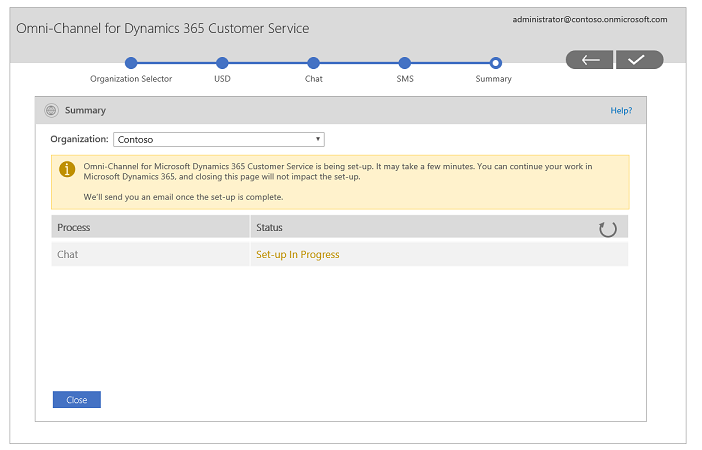 administrator@contoso.onmicrosoft.com
Omni-Channel for Dynamics 365 Customer Service
Organization Selector
USD
Chat
SMS
Summary
Summary
Help?
Organization:
Contoso
Omni-Channel for Microsoft Dynamics 365 Customer Service is being set-up. It may take a few minutes. You can continue your work in
Microsoft Dynamics 365, and closing this page will not impact the set-up.
We'll send you an email once the set-up is complete.
Process
Status
Chat
Set-up In Progress
Close